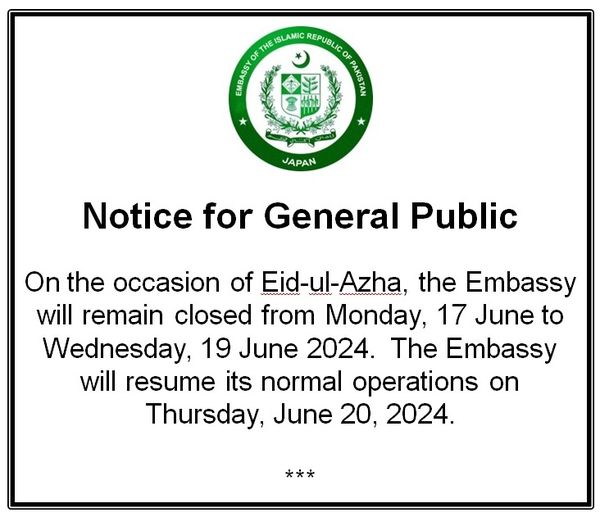 EMBASSY OF THE ISLAMIC REPUBLIC OF PAKISTAN
JAPAN
Notice for General Public
On the occasion of Eid-ul-Azha, the Embassy
will remain closed from Monday, 17 June to
Wednesday, 19 June 2024. The Embassy
will resume its normal operations on
Thursday, June 20, 2024.
***